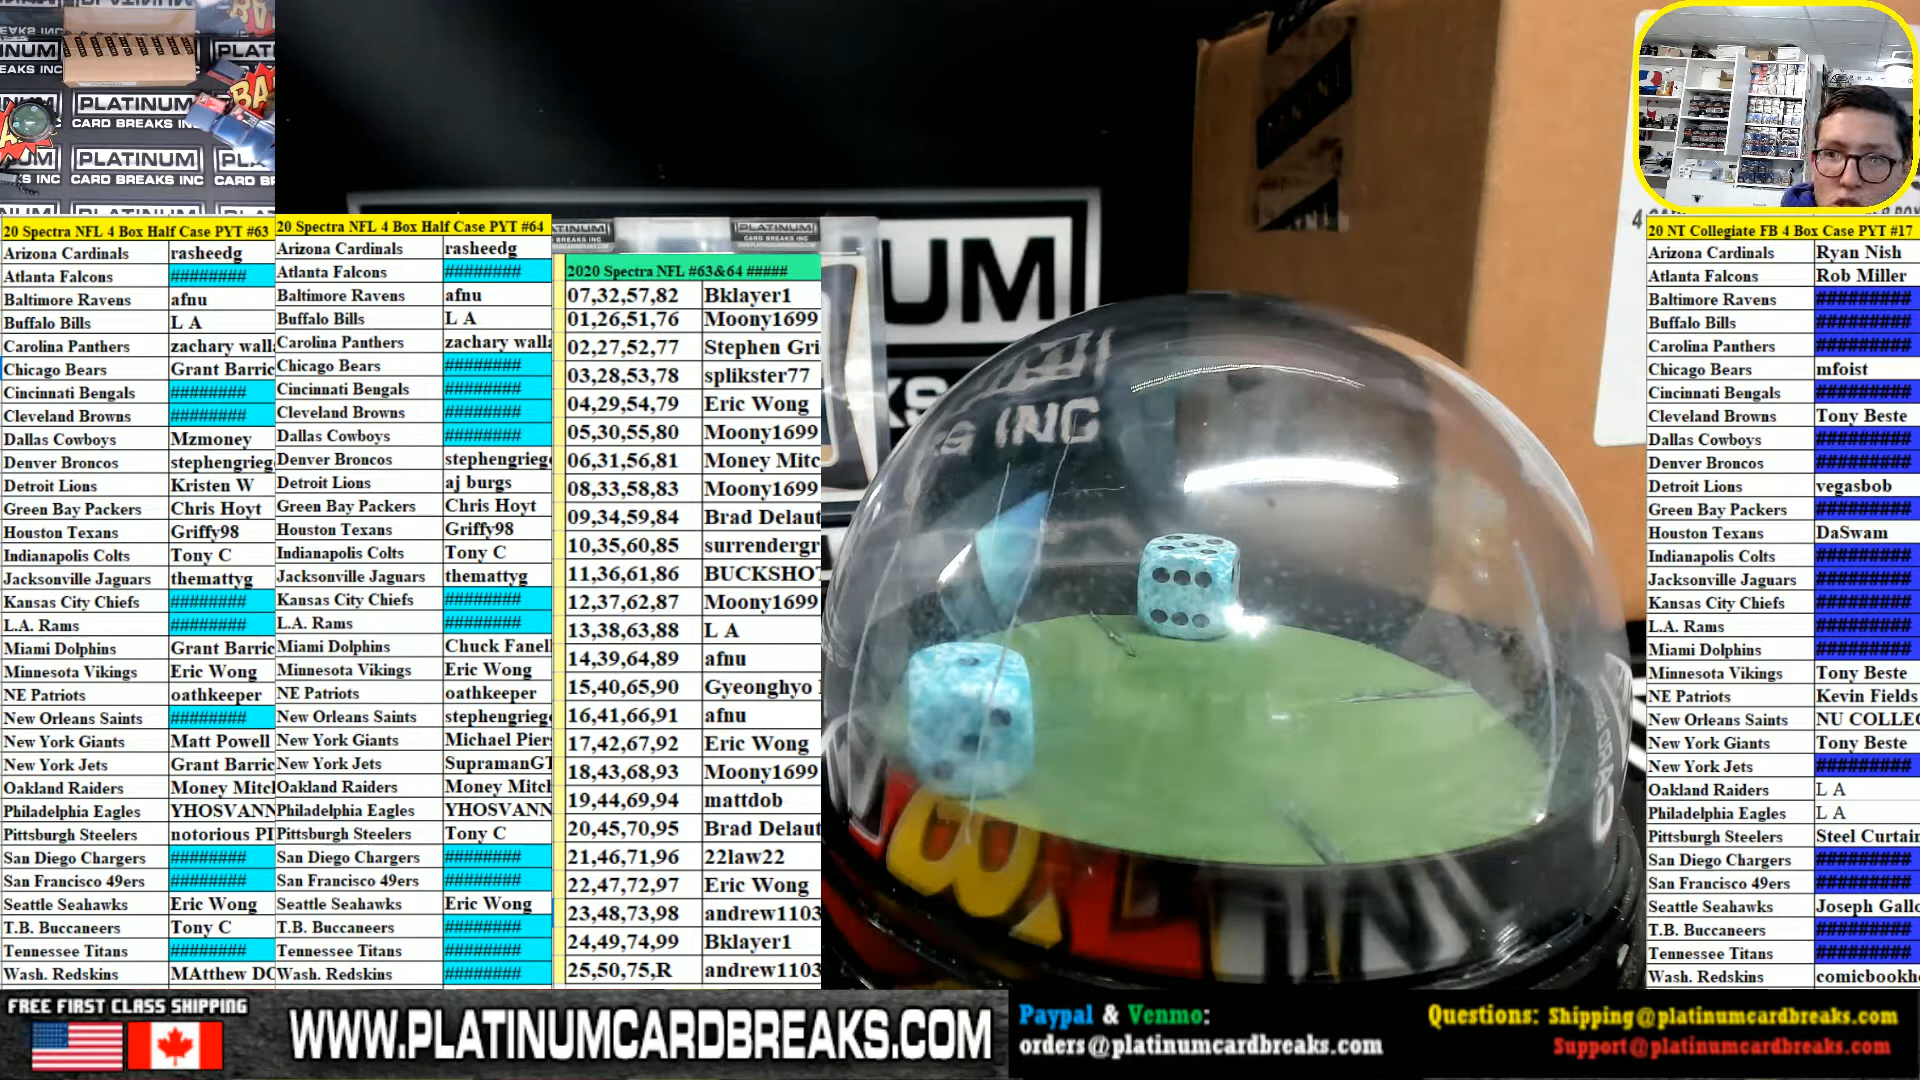 PLATINUM
CARD BREAKS INC
PLATINUM
CARD BREAKS INC
20 Spectra NFL 4 Box Half Case PYT #63
Arizona Cardinals rasheedg
Atlanta Falcons ########
Baltimore Ravens afnu
Buffalo Bills L A
Carolina Panthers zachary wall
Chicago Bears Grant Barric
Cincinnati Bengals ########
Cleveland Browns ########
Dallas Cowboys Mzmoney
Denver Broncos stephengrieg
Detroit Lions Kristen W
Green Bay Packers Chris Hoyt
Houston Texans Griffy98
Indianapolis Colts Tony C
Jacksonville Jaguars themattyg
Kansas City Chiefs ########
L.A. Rams ########
Miami Dolphins Grant Barric
Minnesota Vikings Eric Wong
NE Patriots oathkeeper
New Orleans Saints ########
New York Giants Matt Powell
New York Jets Grant Barric
Oakland Raiders Money Mitcl
Philadelphia Eagles YHOSVANN
Pittsburgh Steelers notorious PI
San Diego Chargers ########
San Francisco 49ers ########
Seattle Seahawks Eric Wong
T.B. Buccaneers Tony C
Tennessee Titans ########
Wash. Redskins MAtthew DO
20 Spectra NFL 4 Box Half Case PYT #64
Arizona Cardinals rasheedg
Atlanta Falcons ########
Baltimore Ravens afnu
Buffalo Bills L A
Carolina Panthers zachary walla
Chicago Bears ########
Cincinnati Bengals ########
Cleveland Browns ########
Dallas Cowboys ########
Denver Broncos stephengrieg
Detroit Lions aj burgs
Green Bay Packers Chris Hoyt
Houston Texans Griffy98
Indianapolis Colts Tony C
Jacksonville Jaguars themattyg
Kansas City Chiefs ########
L.A. Rams ########
Miami Dolphins Chuck Fanel
Minnesota Vikings Eric Wong
NE Patriots oathkeeper
New Orleans Saints stephengrieg
New York Giants Michael Pier
New York Jets SupramanGT
Oakland Raiders Money Mitcl
Philadelphia Eagles YHOSVANN
Pittsburgh Steelers Tony C
San Diego Chargers ########
San Francisco 49ers ########
Seattle Seahawks Eric Wong
T.B. Buccaneers ########
Tennessee Titans ########
Wash. Redskins ########
2020 Spectra NFL #63&64 #####
07,32,57,82 Bklayer1
01,26,51,76 Moony1699
02,27,52,77 Stephen Gri
03,28,53,78 splikster77
04,29,54,79 Eric Wong
05,30,55,80 Moony1699
06,31,56,81 Money Mitc
08,33,58,83 Moony1699
09,34,59,84 Brad Delaut
10,35,60,85 surrendergr
11,36,61,86 BUCKSHO
12,37,62,87 Moony1699
13,38,63,88 L A
14,39,64,89 afnu
15,40,65,90 Gyeonghyo
16,41,66,91 afnu
17,42,67,92 Eric Wong
18,43,68,93 Moony1699
19,44,69,94 mattdob
20,45,70,95 Brad Delaut
21,46,71,96 22law22
22,47,72,97 Eric Wong
23,48,73,98 andrew1103
24,49,74,99 Bklayer1
25,50,75,R andrew1103
UM
INC
20 NT Collegiate FB 4 Box Case PYT #17
Arizona Cardinals Ryan Nish
Atlanta Falcons Rob Miller
Baltimore Ravens #########
Buffalo Bills #########
Carolina Panthers #########
Chicago Bears mfoist
Cincinnati Bengals #########
Cleveland Browns Tony Beste
Dallas Cowboys #########
Denver Broncos #########
Detroit Lions vegasbob
Green Bay Packers #########
Houston Texans DaSwam
Indianapolis Colts #########
Jacksonville Jaguars #########
Kansas City Chiefs #########
L.A. Rams #########
Miami Dolphins #########
Minnesota Vikings Tony Beste
NE Patriots Kevin Fields
New Orleans Saints NU COLLEC
New York Giants Tony Beste
New York Jets #########
Oakland Raiders L A
Philadelphia Eagles L A
Pittsburgh Steelers Steel Curtain
San Diego Chargers #########
San Francisco 49ers #########
Seattle Seahawks Joseph Gallo
T.B. Buccaneers #########
Tennessee Titans #########
Wash. Redskins comicbookh
FREE FIRST CLASS SHIPPING
WWW.PLATINUMCARDBREAKS.COM
Paypal & Venmo:
orders@platinumcardbreaks.com
Questions: Shipping@platinumcardbreaks.com
Support@platinumcardbreaks.com